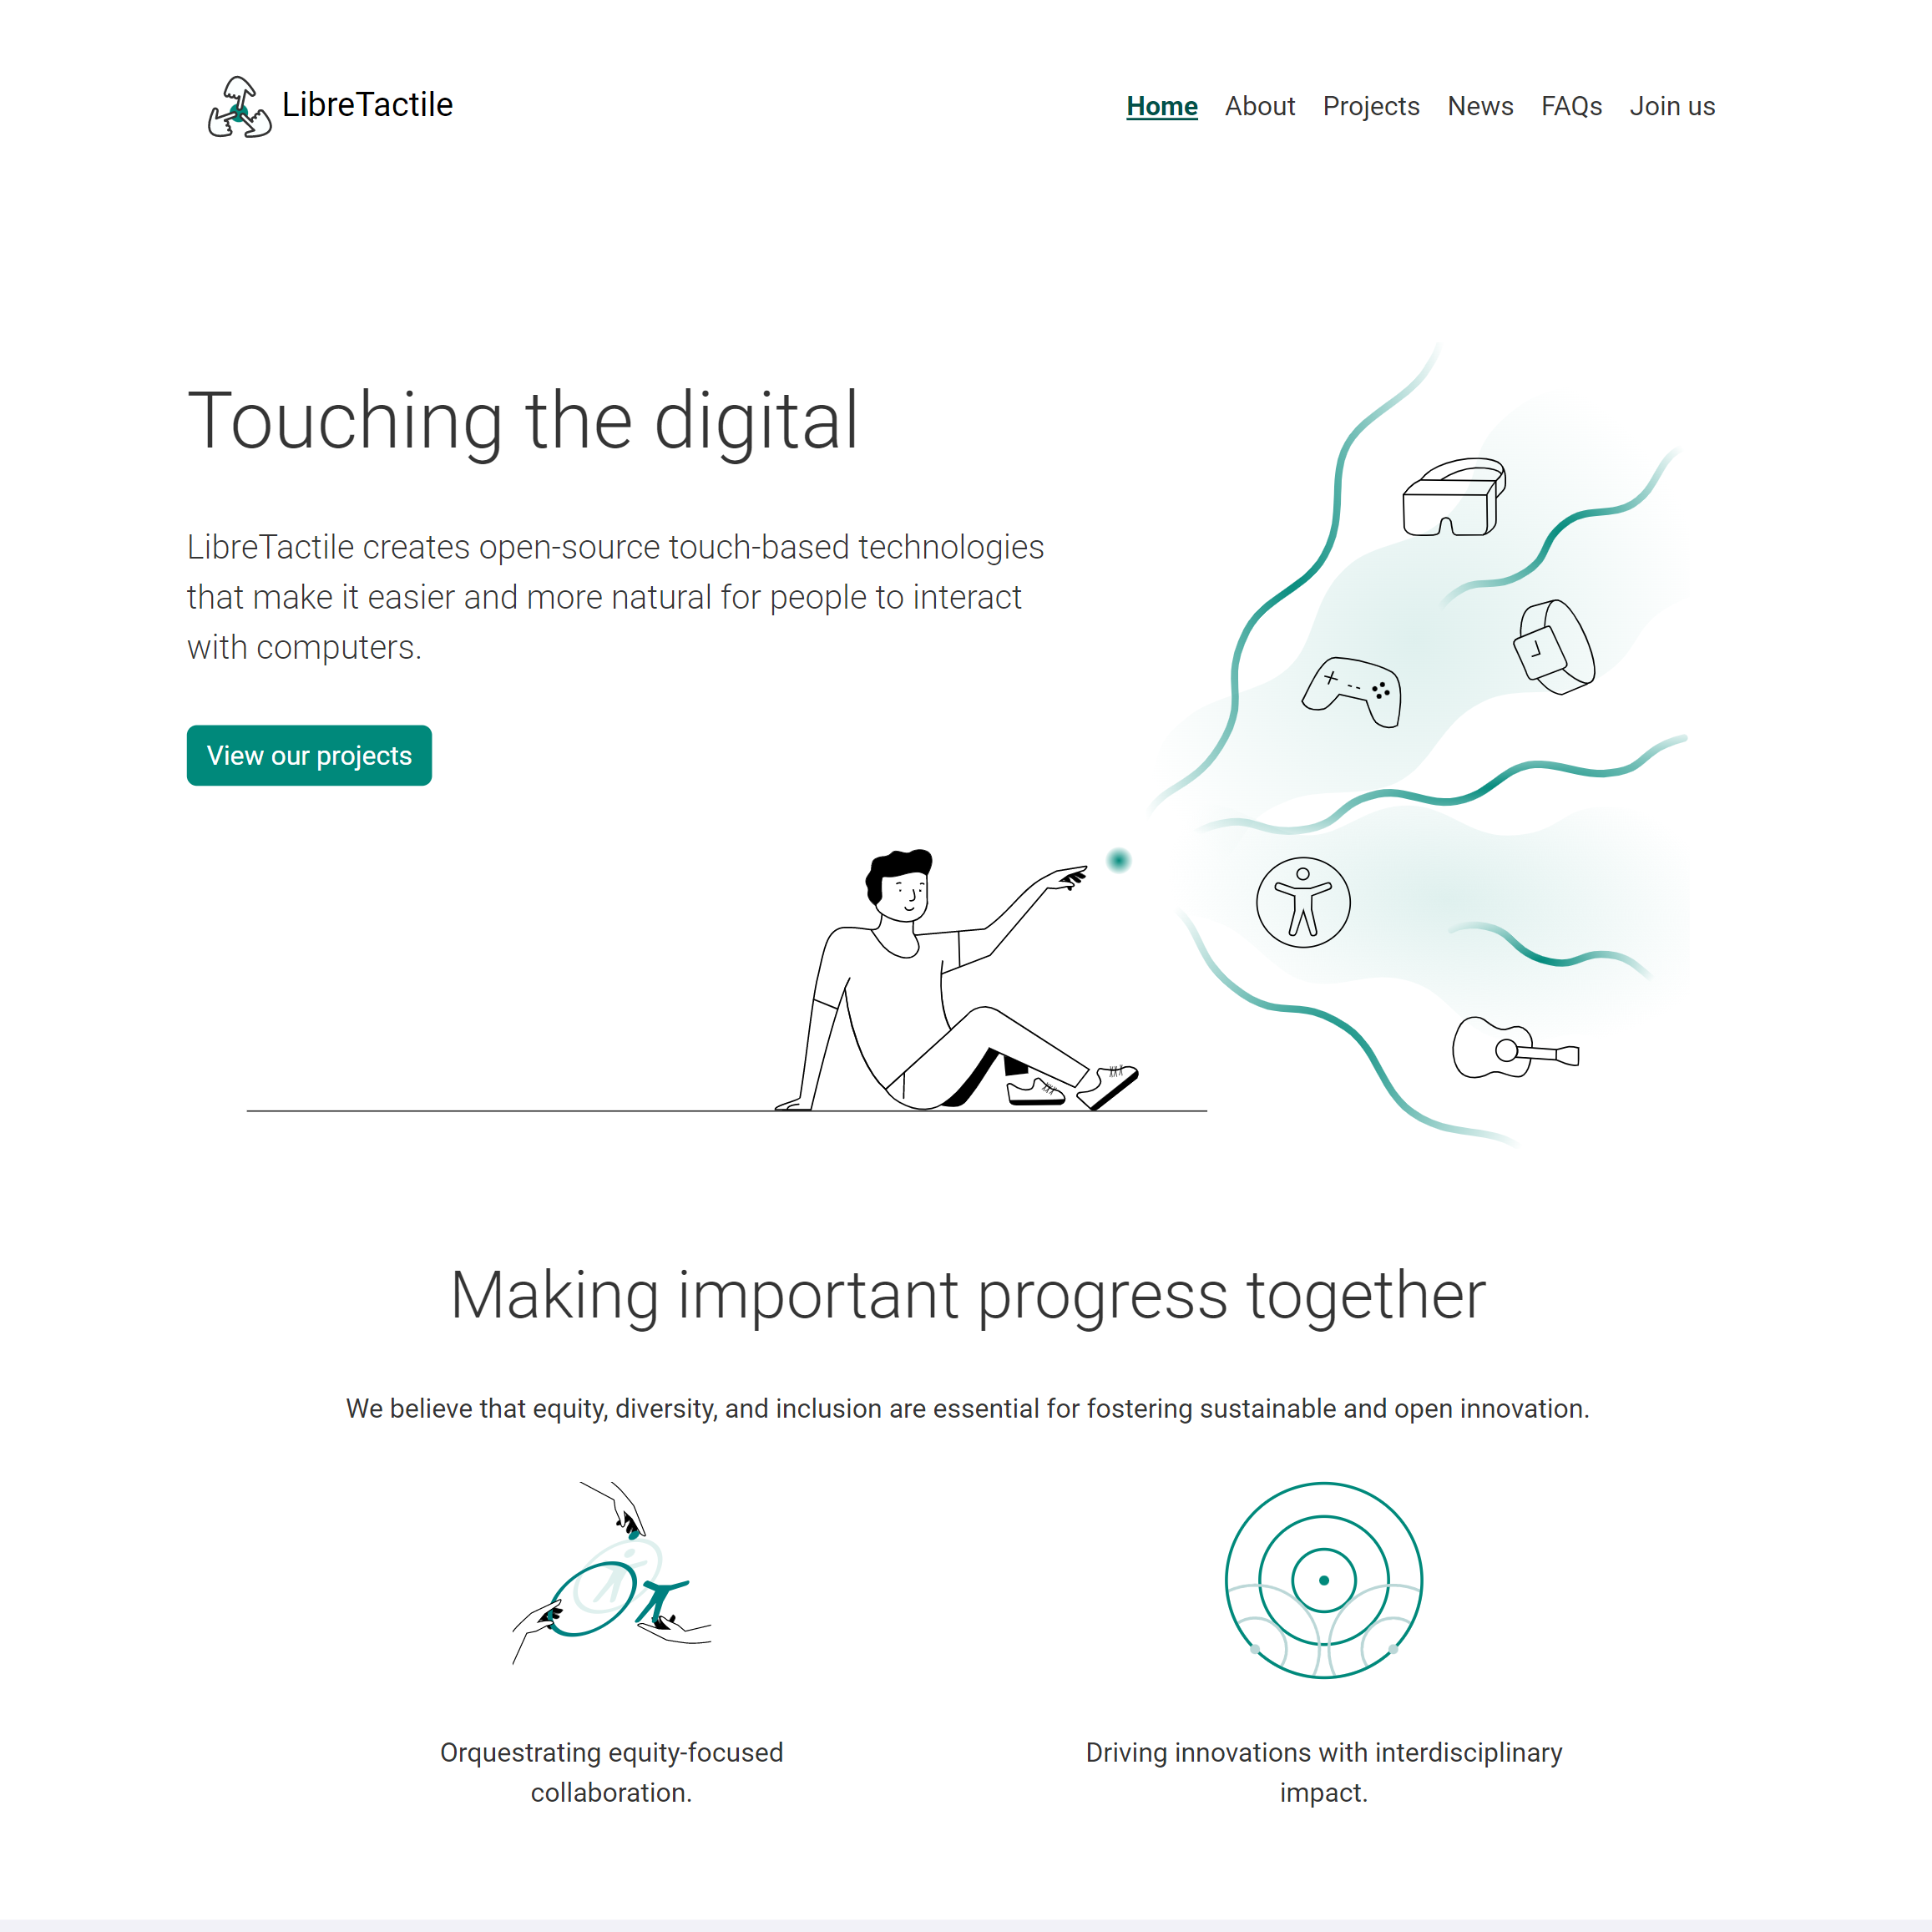 LibreTactile
Home About Projects News FAQs Join us
Touching the digital
LibreTactile creates open-source touch-based technologies
that make it easier and more natural for people to interact
with computers.
View our projects
Making important progress together
We believe that equity, diversity, and inclusion are essential for fostering sustainable and open innovation.
Orquestrating equity-focused
collaboration.
Driving innovations with interdisciplinary
impact.